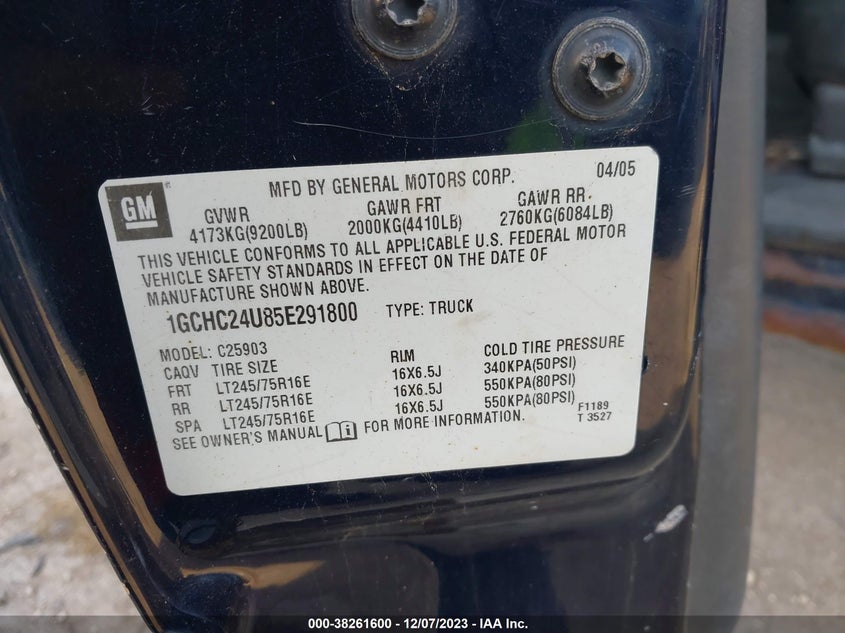 GM
MFD BY GENERAL MOTORS CORP. 04/05
GVWR GAWR FRT GAWR RR
4173KG(9200LB) 2000KG(4410LB) 2760KG(6084LB)
THIS VEHICLE CONFORMS TO ALL APPLICABLE U.S. FEDERAL MOTOR
VEHICLE SAFETY STANDARDS IN EFFECT ON THE DATE OF
MANUFACTURE SHOWN ABOVE.
1GCHC24U85E291800 TYPE: TRUCK
MODEL: C25903
CAQV TIRE SIZE RIM COLD TIRE PRESSURE
FRT LT245/75R16E 16X6.5J 340KPA(50PSI)
RR LT245/75R16E 16X6.5J 550KPA(80PSI)
SPA LT245/75R16E 16X6.5J 550KPA(80PSI)
SEE OWNER'S MANUAL FOR MORE INFORMATION.
F1189
T 3527
000-38261600 - 12/07/2023 - IAA Inc.